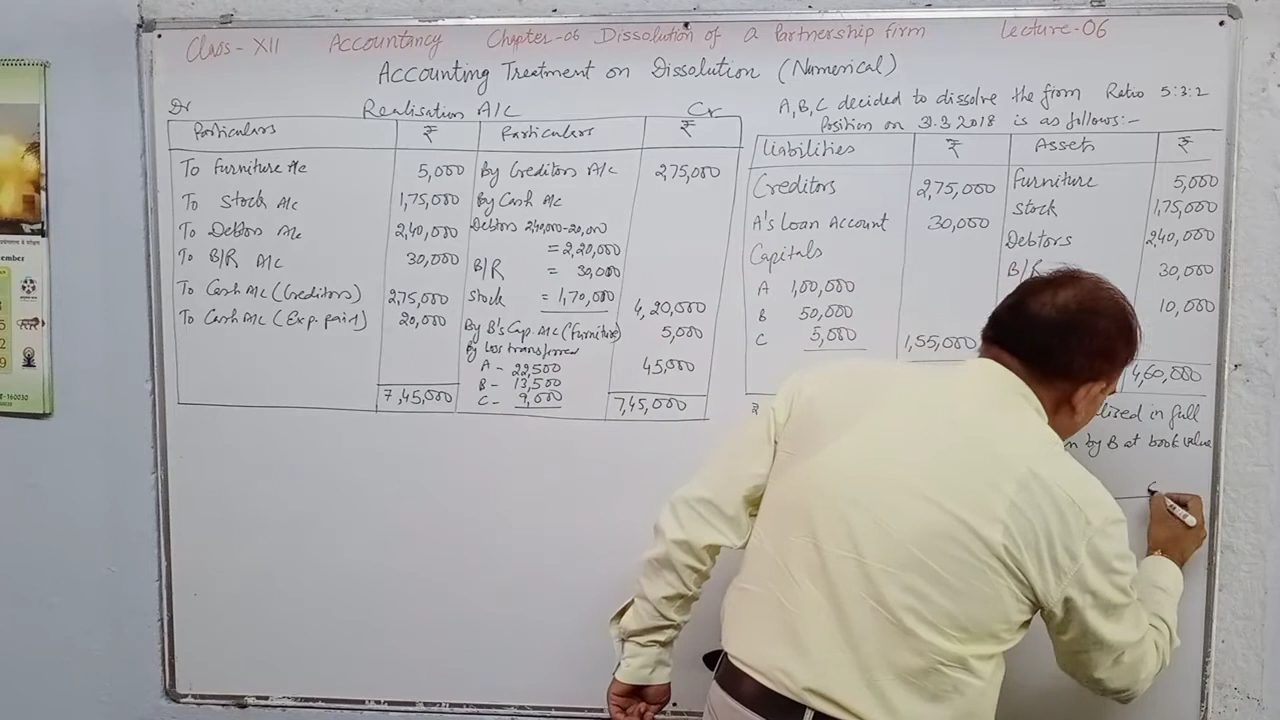 Class-XII Accountancy Chapter-06 Dissolution of a Partnership firm Lecture-06
Accounting Treatment on Dissolution (Numerical)
Dr Realisation A/c Cr
Particulars ₹ Particulars ₹
To Furniture A/c 5,000 By Creditors A/c 2,75,000
To Stock A/c 1,75,000 By Cash A/c
To Debtors A/c 2,40,000 Debtors 2,40,000-20,000
= 2,20,000
To B/R A/c 30,000 B/R = 30,000
To Cash A/c (Creditors) 2,75,000 Stock = 1,70,000 4,20,000
To Cash A/c (Exp. paid) 20,000 By B's Cap. A/c (Furniture) 5,000
By Loss transferred
A - 22,500 45,000
B - 13,500
C - 9,000
7,45,000 7,45,000
A, B, C decided to dissolve the firm Ratio 5:3:2
Position on 31.3.2018 is as follows:-
Liabilities ₹ Assets ₹
Creditors 2,75,000 Furniture 5,000
A's Loan Account 30,000 Stock 1,75,000
Capitals Debtors 2,40,000
A 1,00,000 B/R 30,000
B 50,000 10,000
C 5,000 1,55,000
4,60,000
lized in full
by B at book value
-160030